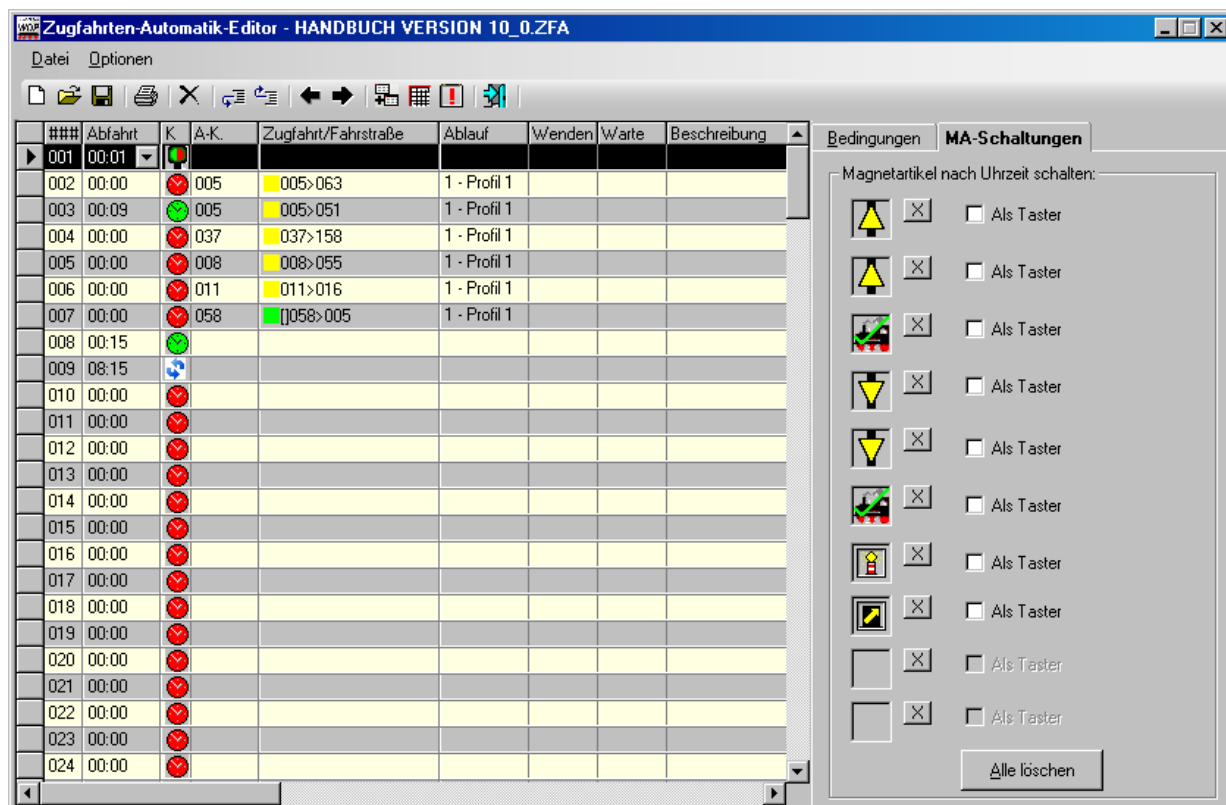 Zugfahrten-Automatik-Editor - HANDBUCH VERSION 10_0.ZFA
Datei Optionen
### Abfahrt K A-K. Zugfahrt/Fahrstraße Ablauf Wenden Warte Beschreibung
001 00:01
002 00:00 005 005>063 1 - Profil 1
003 00:09 005 005>051 1 - Profil 1
004 00:00 037 037>158 1 - Profil 1
005 00:00 008 008>055 1 - Profil 1
006 00:00 011 011>016 1 - Profil 1
007 00:00 058 []058>005 1 - Profil 1
008 00:15
009 08:15
010 00:00
011 00:00
012 00:00
013 00:00
014 00:00
015 00:00
016 00:00
017 00:00
018 00:00
019 00:00
020 00:00
021 00:00
022 00:00
023 00:00
024 00:00
Bedingungen MA-Schaltungen
Magnetartikel nach Uhrzeit schalten:
X Als Taster
X Als Taster
X Als Taster
X Als Taster
X Als Taster
X Als Taster
X Als Taster
X Als Taster
X Als Taster
X Als Taster
Alle löschen